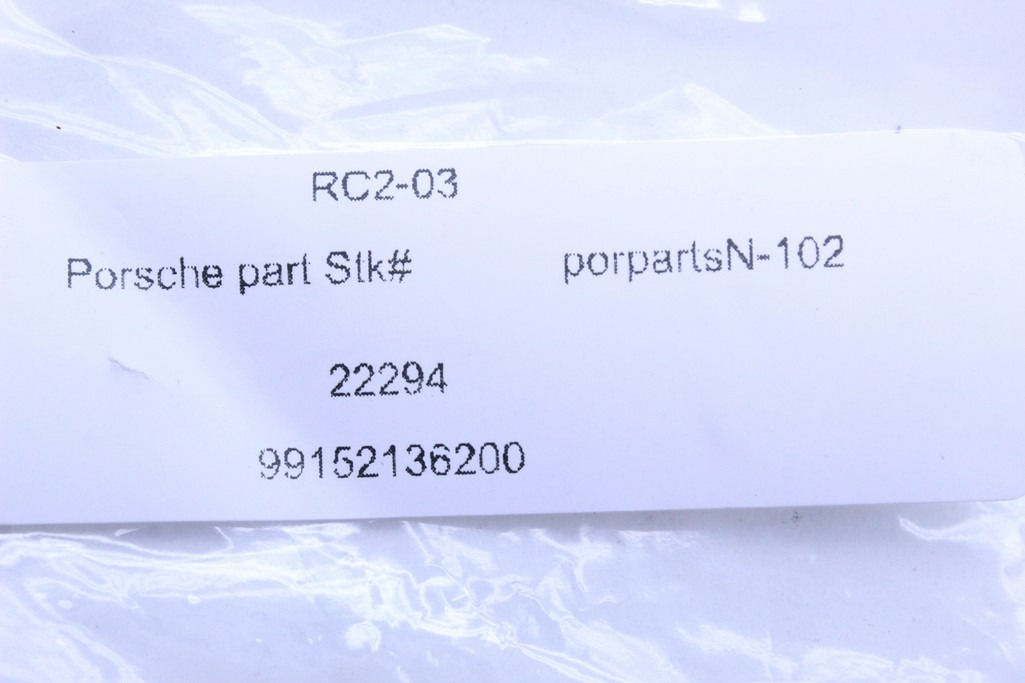 RC2-03
Porsche part Stk# porpartsN-102
22294
99152136200